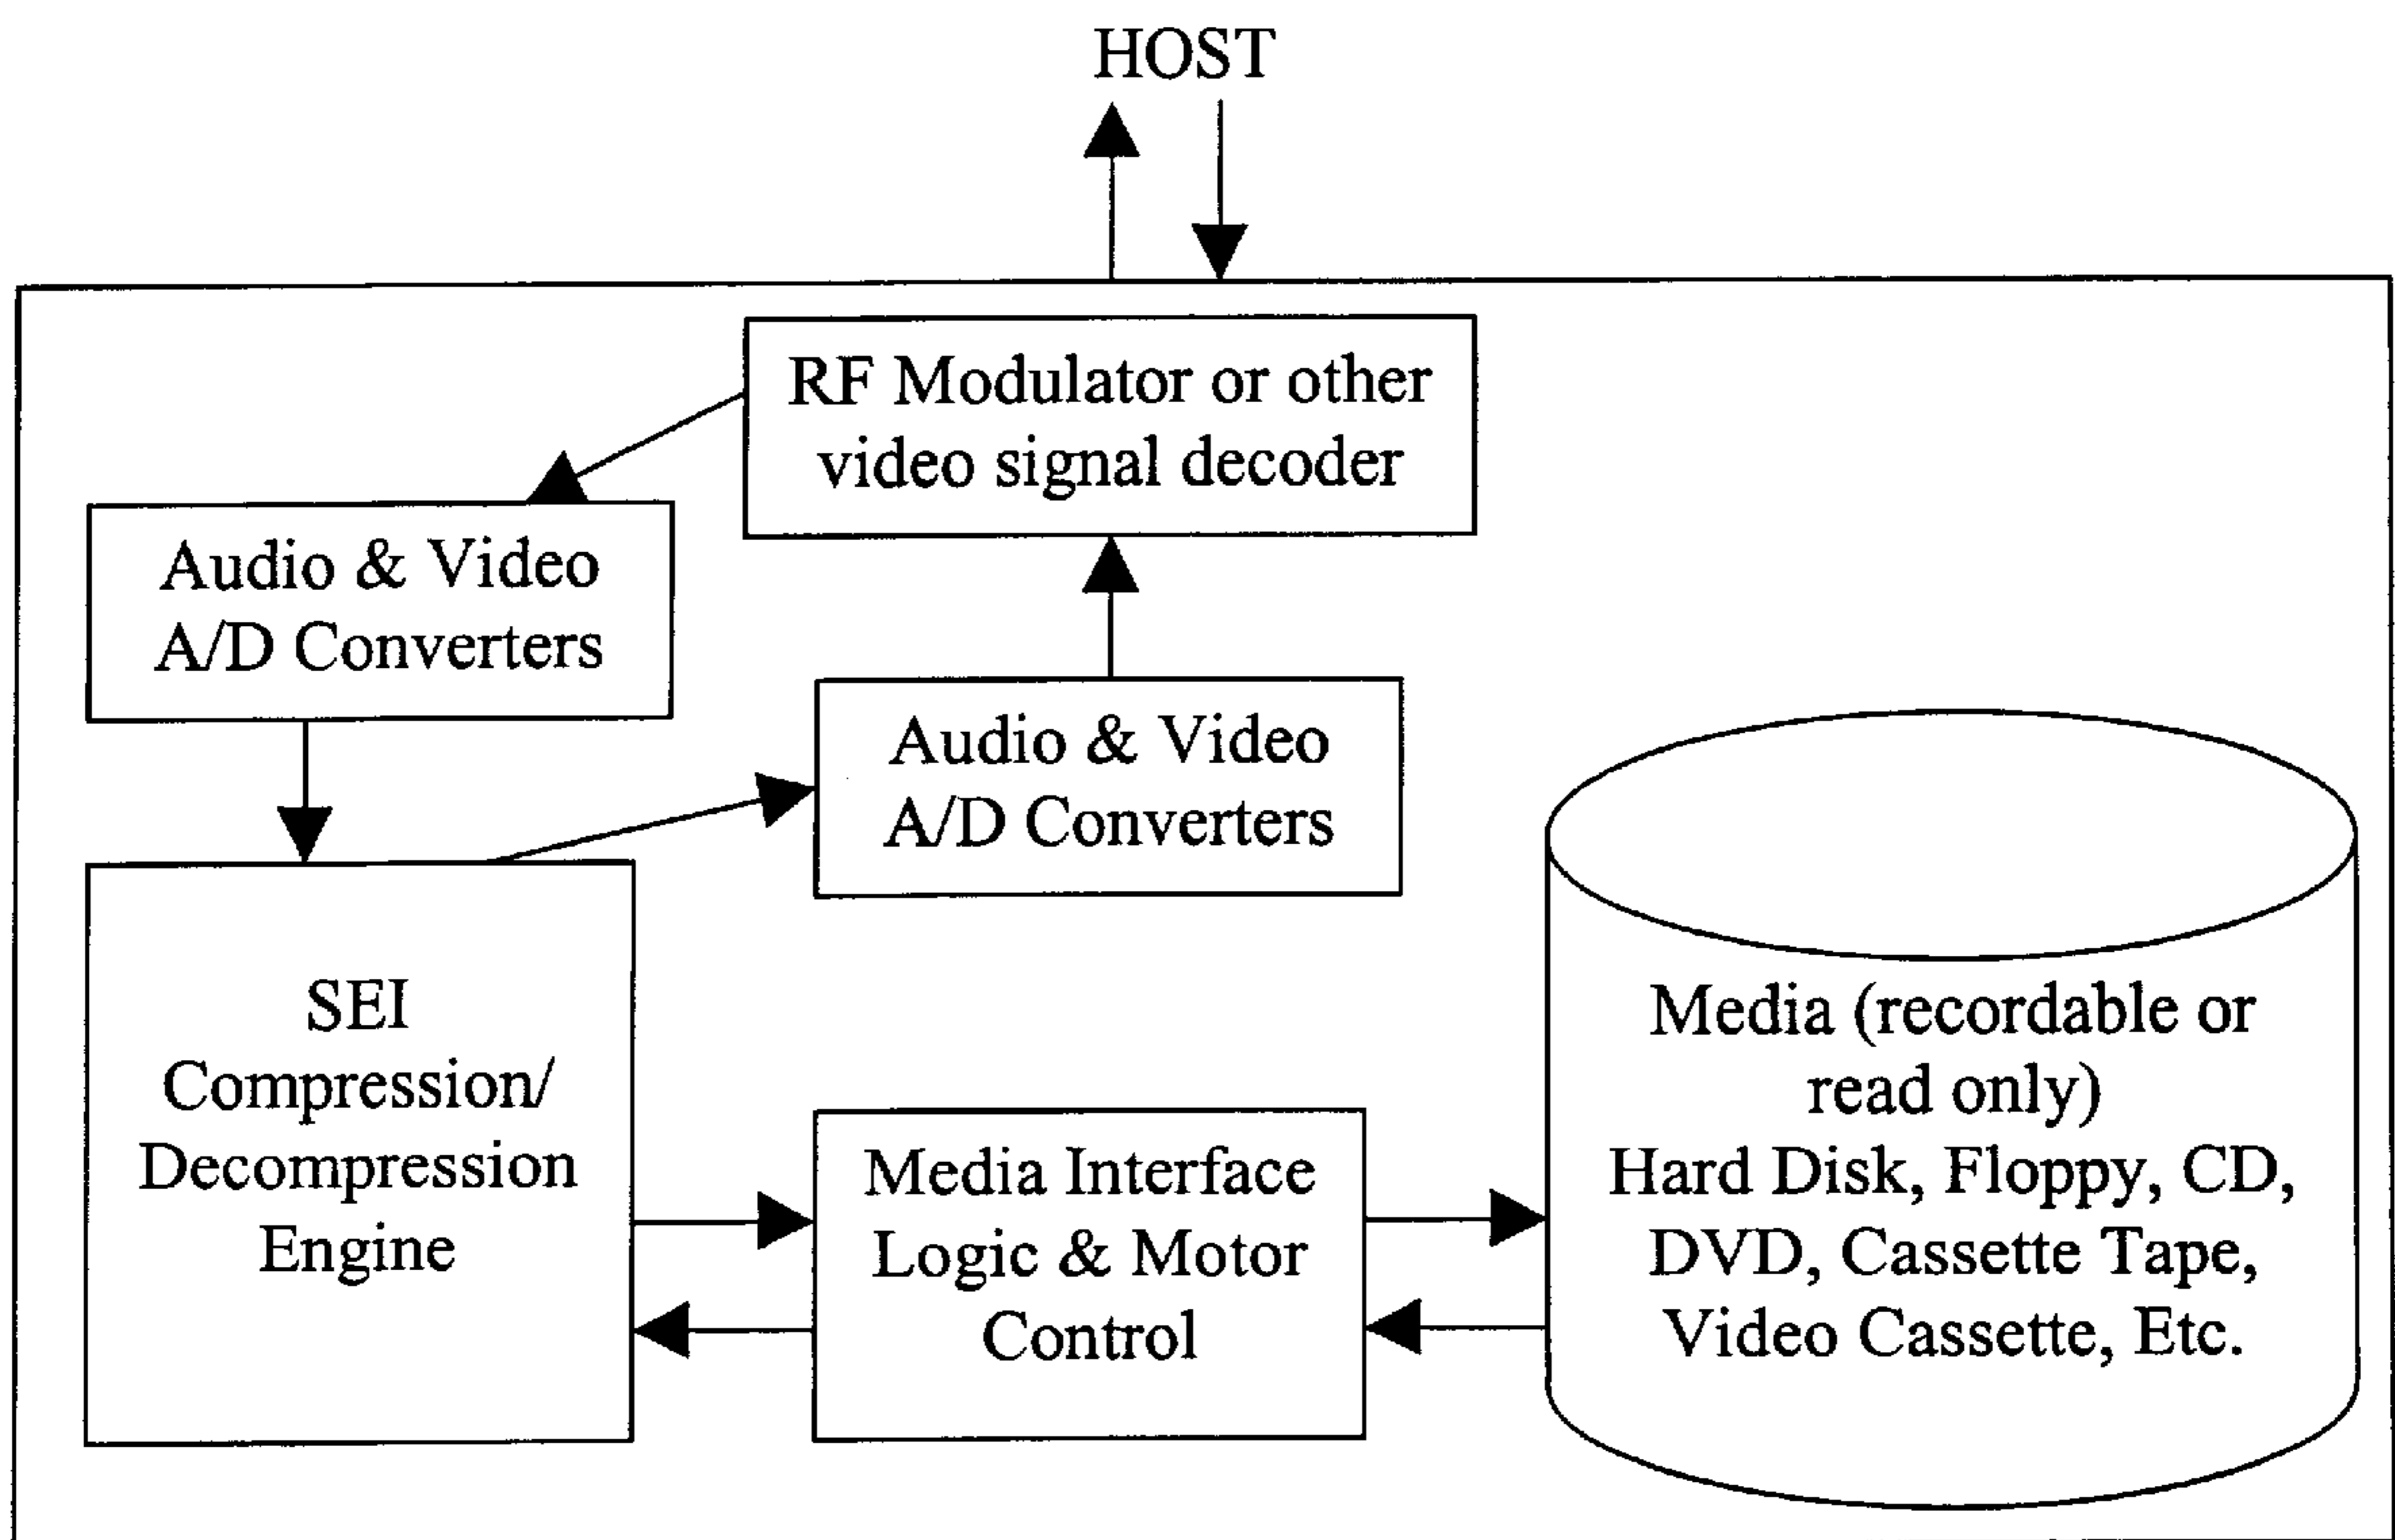 HOST
RF Modulator or other
video signal decoder
Audio & Video
A/D Converters
Audio & Video
A/D Converters
SEI
Compression/
Decompression
Engine
Media Interface
Logic & Motor
Control
Media (recordable or
read only)
Hard Disk, Floppy, CD,
DVD, Cassette Tape,
Video Cassette, Etc.